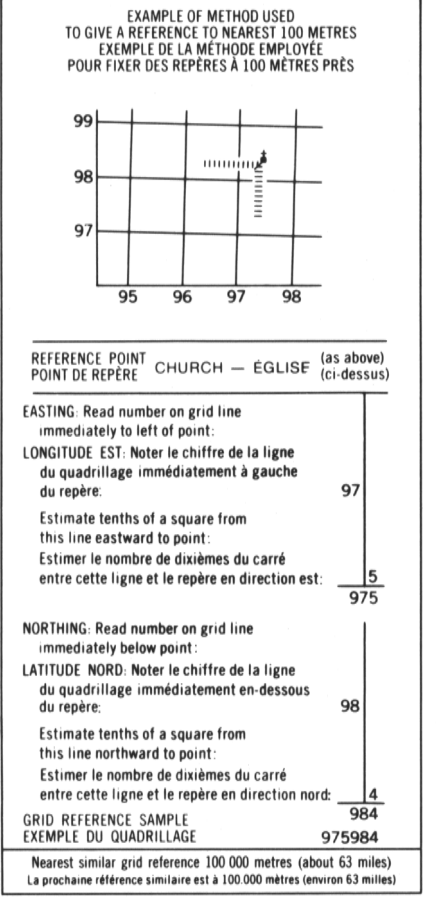 EXAMPLE OF METHOD USED
TO GIVE A REFERENCE TO NEAREST 100 METRES
EXEMPLE DE LA MÉTHODE EMPLOYÉE
POUR FIXER DES REPÈRES À 100 MÈTRES PRÈS
99
98
97
95 96 97 98
REFERENCE POINT
POINT DE REPÈRE
CHURCH — ÉGLISE
(as above)
(ci-dessus)
EASTING: Read number on grid line
immediately to left of point:
LONGITUDE EST: Noter le chiffre de la ligne
du quadrillage immédiatement à gauche
du repère: 97
Estimate tenths of a square from
this line eastward to point:
Estimer le nombre de dixièmes du carré
entre cette ligne et le repère en direction est: 5
975
NORTHING: Read number on grid line
immediately below point:
LATITUDE NORD: Noter le chiffre de la ligne
du quadrillage immédiatement en-dessous
du repère: 98
Estimate tenths of a square from
this line northward to point:
Estimer le nombre de dixièmes du carré
entre cette ligne et le repère en direction nord: 4
984
GRID REFERENCE SAMPLE
EXEMPLE DU QUADRILLAGE 975984
Nearest similar grid reference 100 000 metres (about 63 miles)
La prochaine référence similaire est à 100.000 mètres (environ 63 milles)